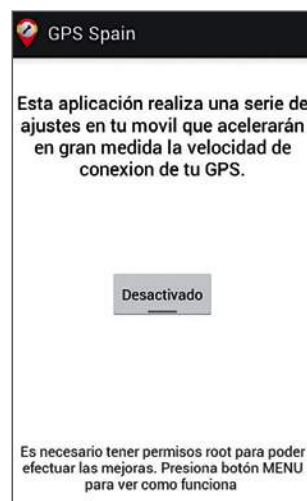 GPS Spain
Esta aplicación realiza una serie de
ajustes en tu movil que acelerarán
en gran medida la velocidad de
conexion de tu GPS.
Desactivado
Es necesario tener permisos root para poder
efectuar las mejoras. Presiona botón MENU
para ver como funciona